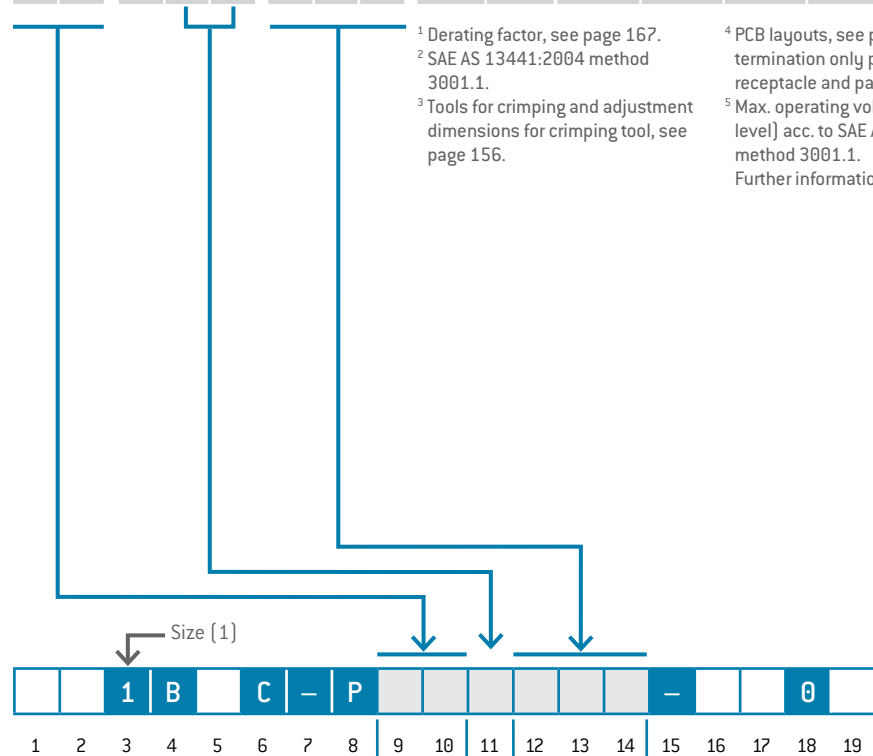 ¹ Derating factor, see page 167.
² SAE AS 13441:2004 method
3001.1.
³ Tools for crimping and adjustment
dimensions for crimping tool, see
page 156.
⁴ PCB layouts, see
termination only
receptacle and
⁵ Max. operating
level) acc. to SAE
method 3001.1.
Further
Size (1)
1 B C – P – 0
1 2 3 4 5 6 7 8 9 10 11 12 13 14 15 16 17 18 19